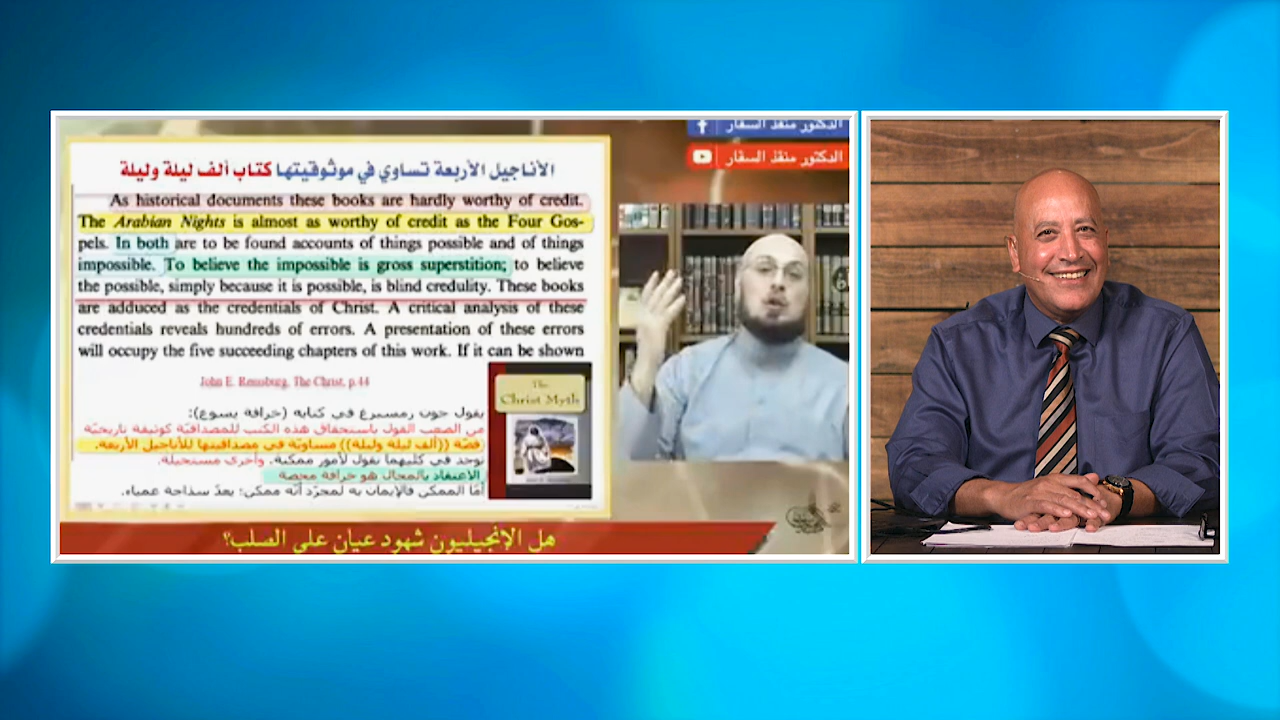 الدكتور منقذ السقار
الدكتور منقذ السقار
الأناجيل الأربعة تساوي في موثوقيتها كتاب ألف ليلة وليلة
As historical documents these books are hardly worthy of credit.
The Arabian Nights is almost as worthy of credit as the Four Gos-
pels. In both are to be found accounts of things possible and of things
impossible. To believe the impossible is gross superstition; to believe
the possible, simply because it is possible, is blind credulity. These books
are adduced as the credentials of Christ. A critical analysis of these
credentials reveals hundreds of errors. A presentation of these errors
will occupy the five succeeding chapters of this work. If it can be shown
John E. Remsburg, The Christ, p.44
The
Christ Myth
يقول جون رمسبرغ في كتابه (خرافة يسوع):
من الصعب القول باستحقاق هذه الكتب للمصداقية كوثيقة تاريخية
قصة ((ألف ليلة وليلة)) مساوية في مصداقيتها للأناجيل الأربعة.
توجد في كليهما نقول لأمور ممكنة، وأخرى مستحيلة.
الاعتقاد بالمحال هو خرافة محضة
أما الممكن فالإيمان به لمجرّد أنّه ممكن؛ يعدّ سذاجة عمياء.
هل الإنجيليون شهود عيان على الصلب؟